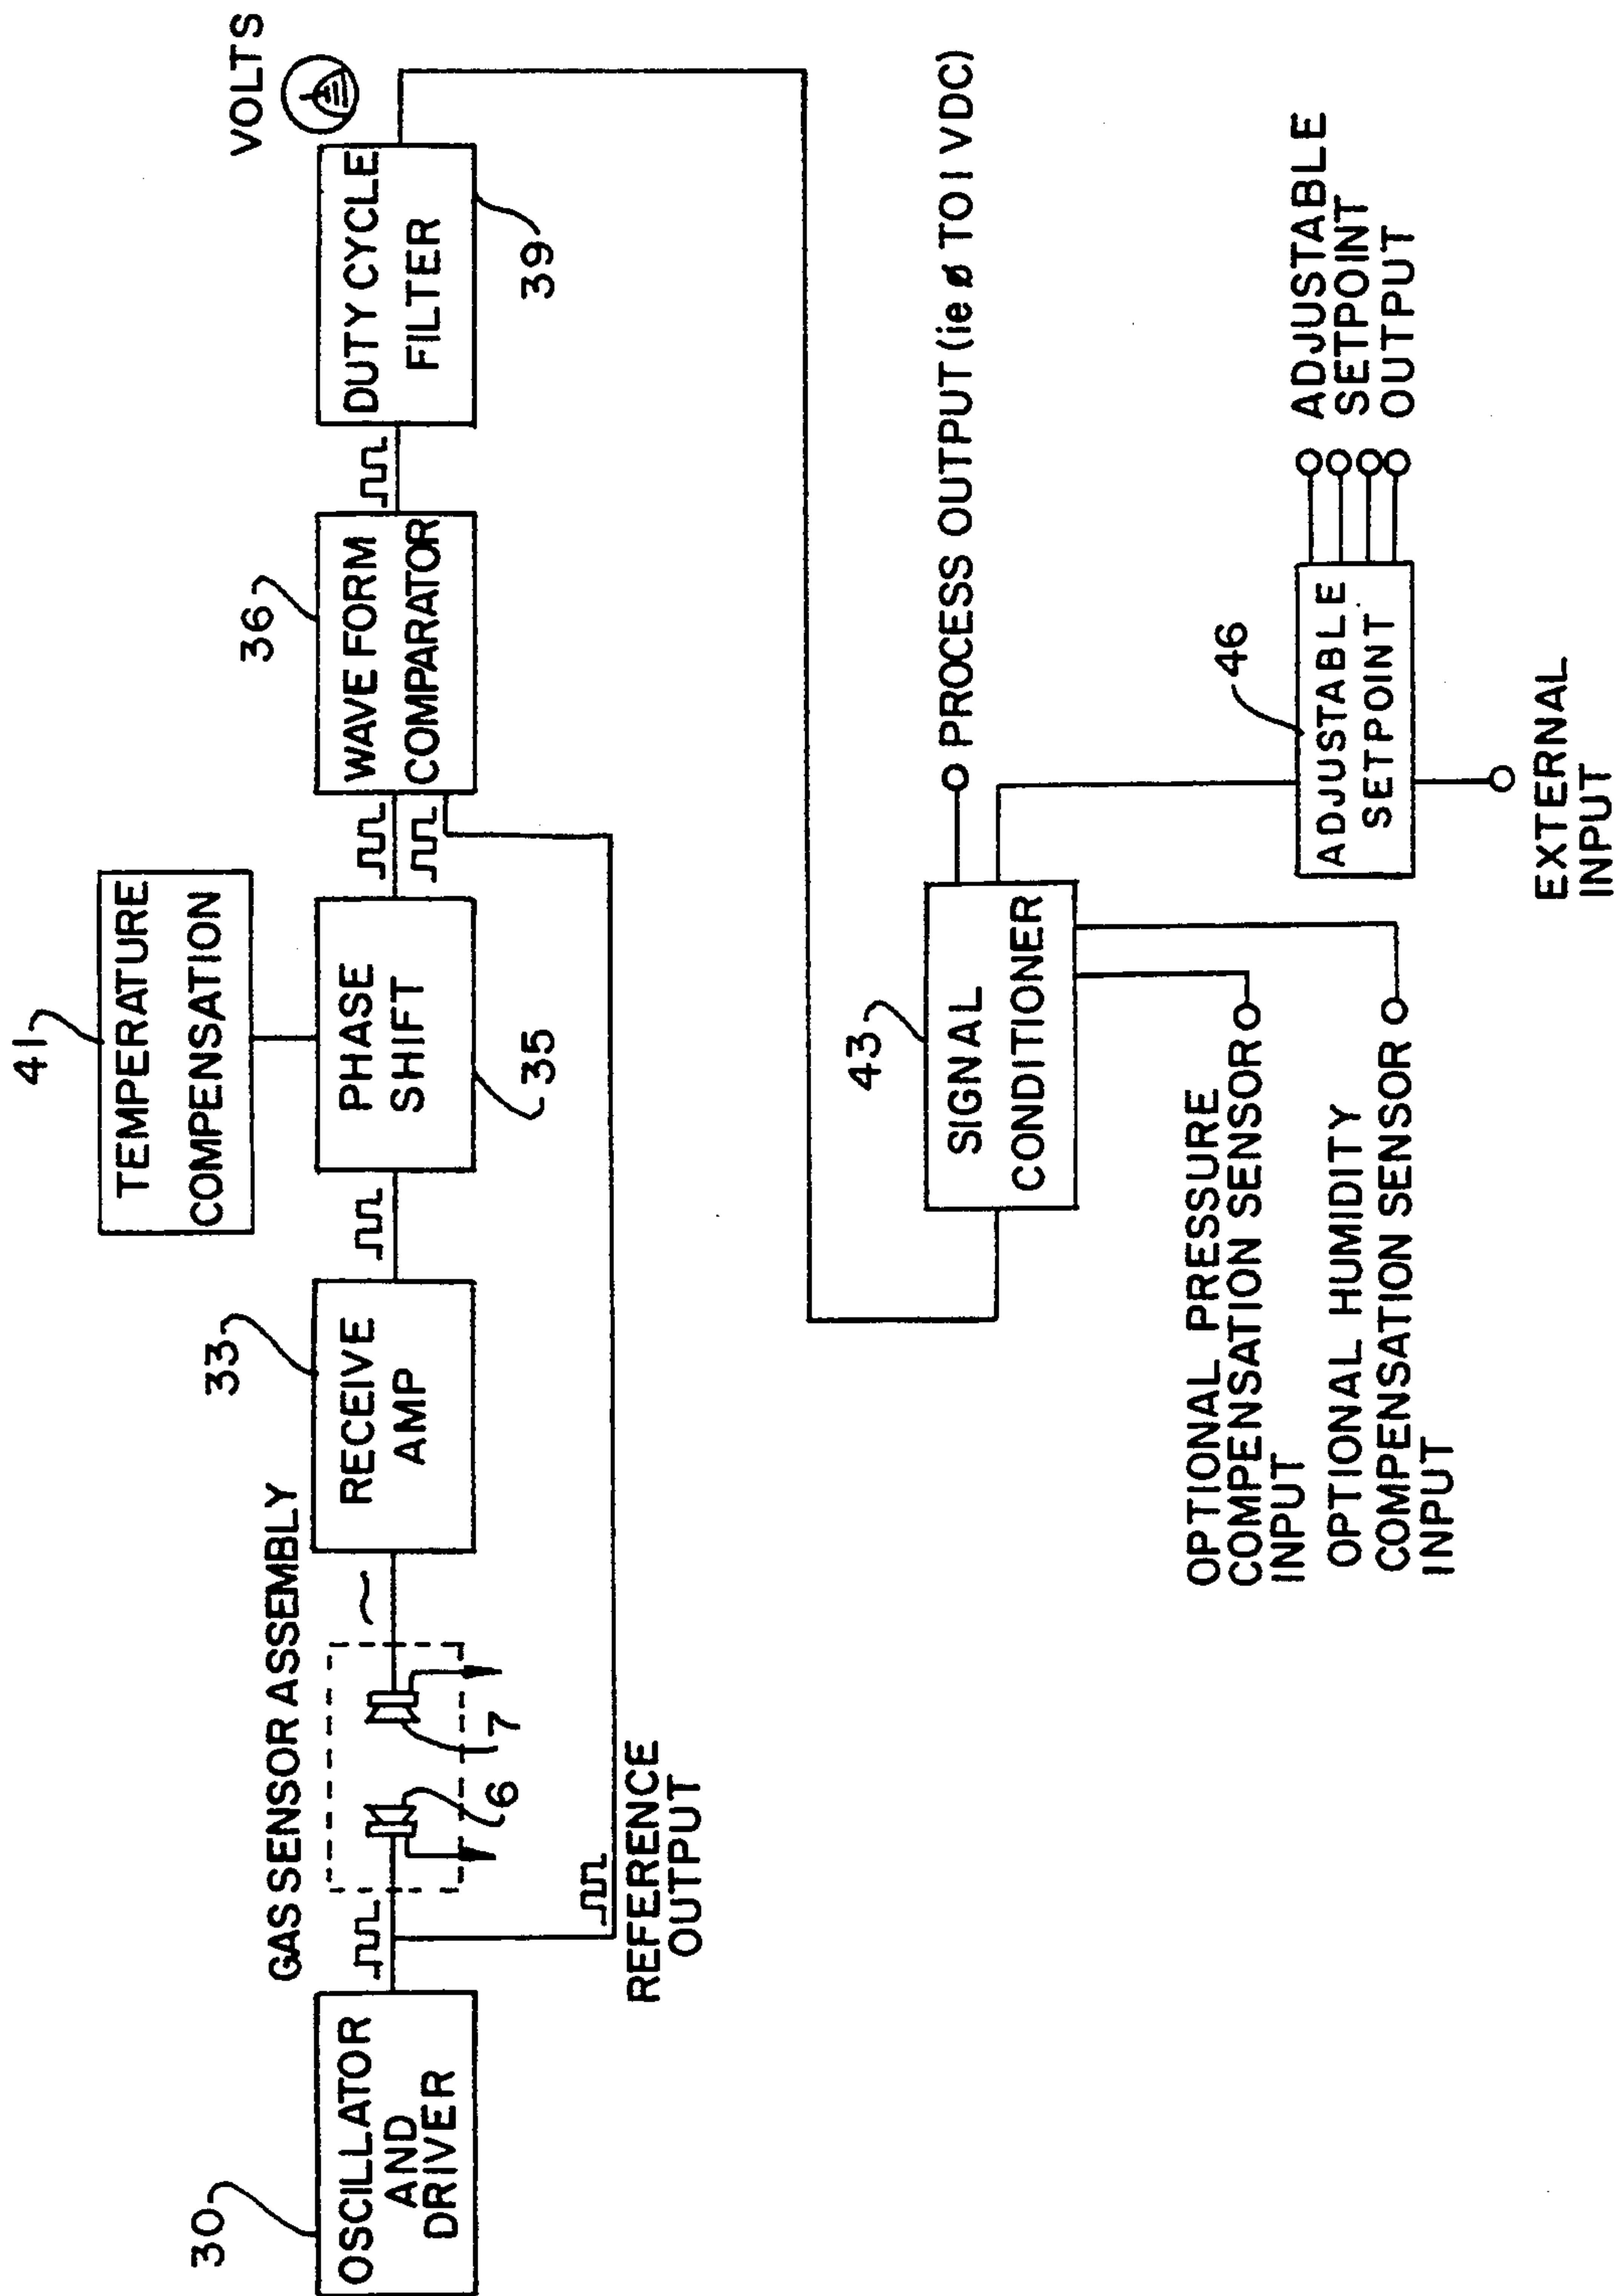 30
OSCILLATOR
AND
DRIVER
REFERENCE
OUTPUT
GAS SENSOR ASSEMBLY
6
7
33
RECEIVE
AMP
41
TEMPERATURE
COMPENSATION
PHASE
SHIFT
35
36
WAVE FORM
COMPARATOR
DUTY CYCLE
FILTER
39
VOLTS
43
SIGNAL
CONDITIONER
OPTIONAL PRESSURE
COMPENSATION SENSOR
INPUT
OPTIONAL HUMIDITY
COMPENSATION SENSOR
INPUT
PROCESS OUTPUT (ie ø TO 1 VDC)
46
ADJUSTABLE
SETPOINT
EXTERNAL
INPUT
ADJUSTABLE
SETPOINT
OUTPUT